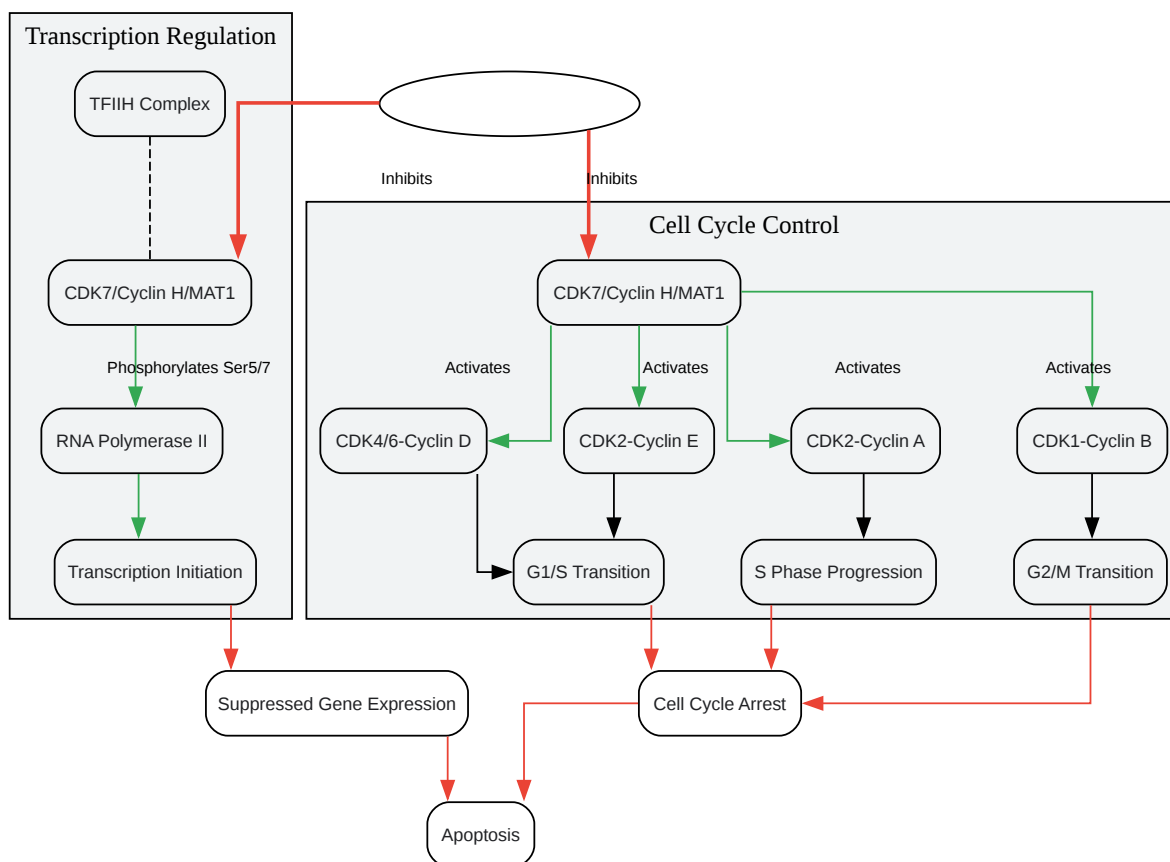 Transcription Regulation
TFIIH Complex
Inhibits
Inhibits
Cell Cycle Control
CDK7/Cyclin H/MAT1
CDK7/Cyclin H/MAT1
Phosphorylates Ser5/7
Activates
Activates
Activates
Activates
RNA Polymerase II
CDK4/6-Cyclin D
CDK2-Cyclin E
CDK2-Cyclin A
CDK1-Cyclin B
Transcription Initiation
G1/S Transition
S Phase Progression
G2/M Transition
Suppressed Gene Expression
Cell Cycle Arrest
Apoptosis